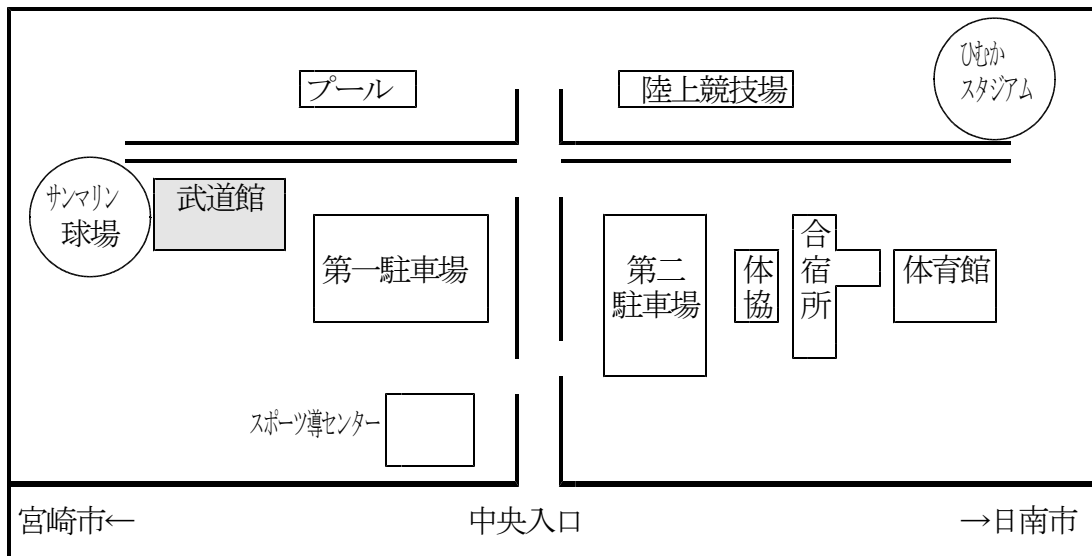 プール
陸上競技場
ひむか
スタジアム
サンマリン
球場
武道館
第一駐車場
第二
駐車場
体
協
合
宿
所
体育館
スポーツ導センター
宮崎市←
中央入口
→日南市